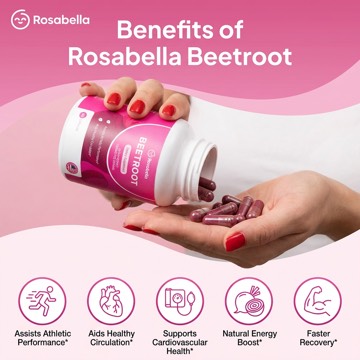 Rosabella
Benefits of
Rosabella Beetroot
Rosabella
BEETROOT
Assists Athletic
Performance*
Aids Healthy
Circulation*
Supports
Cardiovascular
Health*
Natural Energy
Boost*
Faster
Recovery*